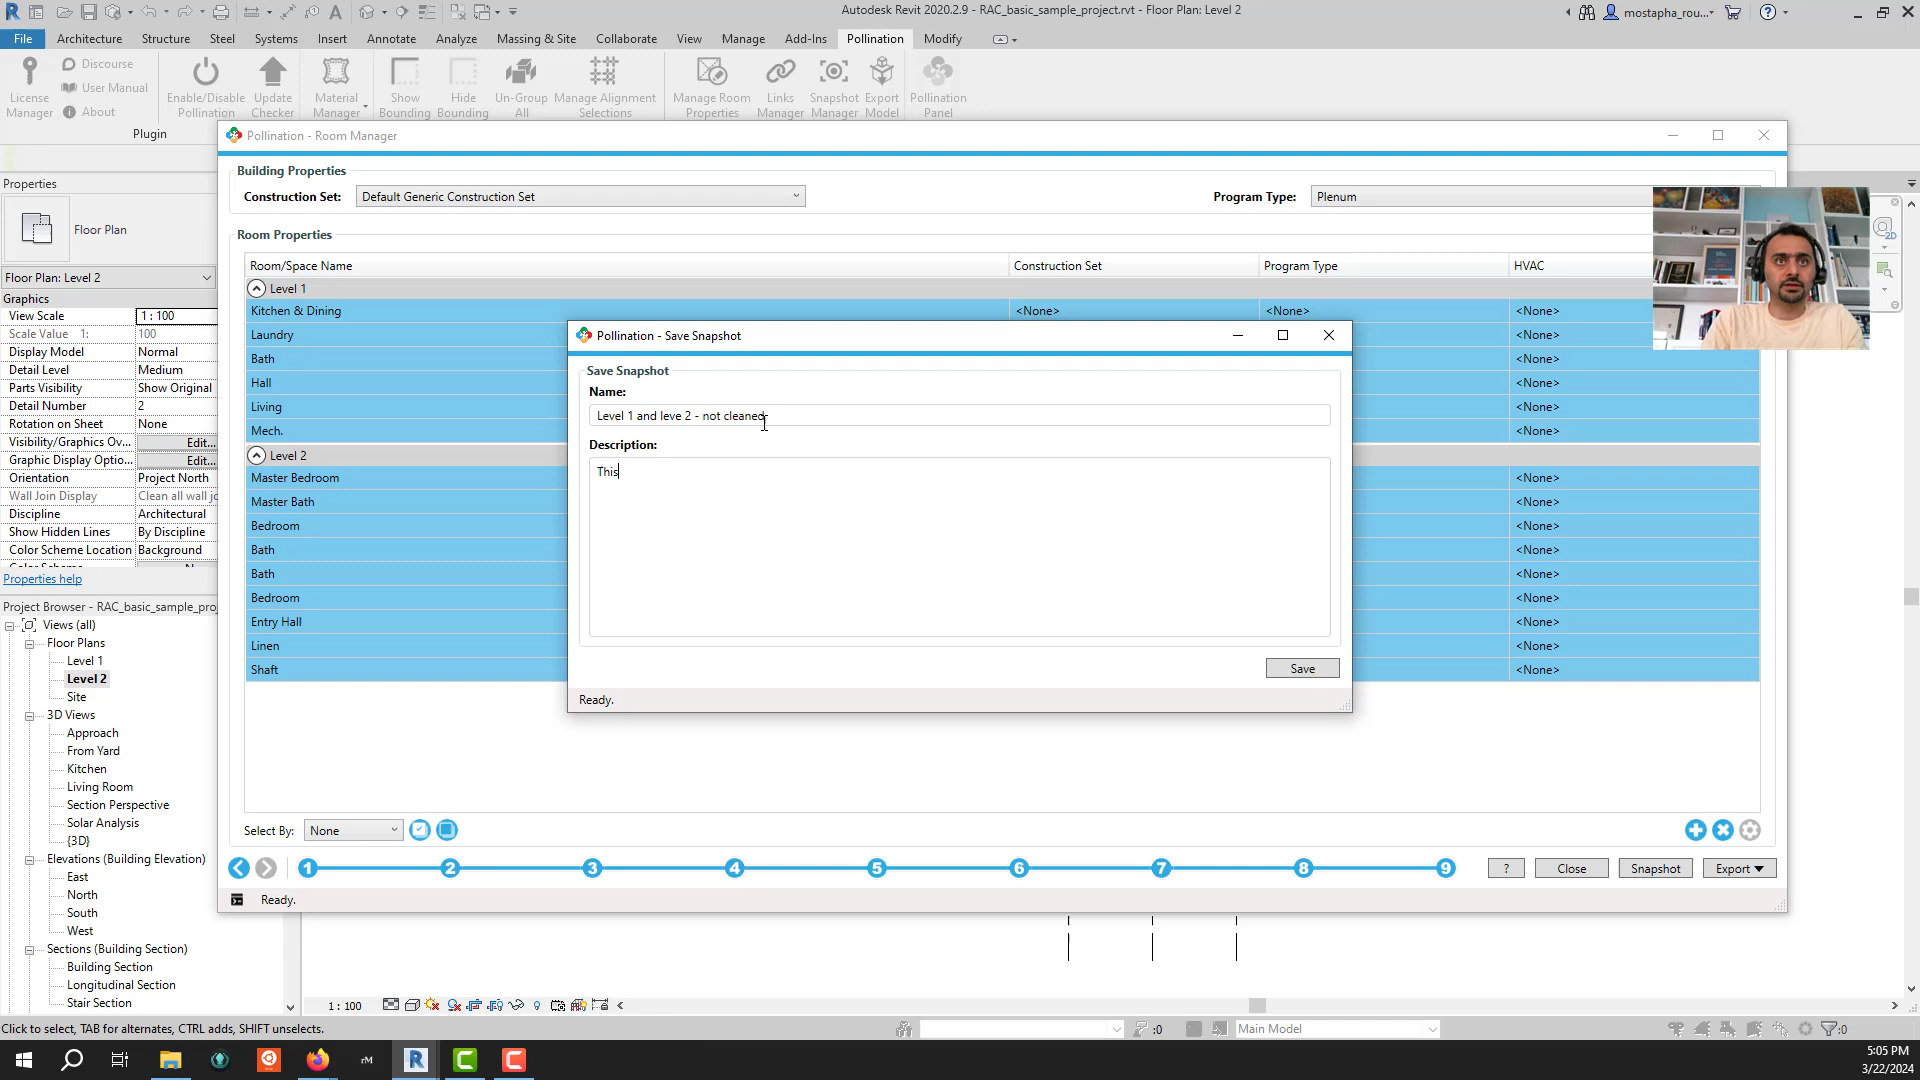 Autodesk Revit 2020.2.9 - RAC_basic_sample_project.rvt - Floor Plan: Level 2
mostapha_rou...
File Architecture Structure Steel Systems Insert Annotate Analyze Massing & Site Collaborate View Manage Add-Ins Pollination Modify
License Manager
Discourse
User Manual
About
Enable/Disable Pollination
Update Checker
Material Manager
Show Bounding
Hide Bounding
Un-Group All
Manage Alignment Selections
Manage Room Properties
Links Manager
Snapshot Manager
Export Model
Pollination Panel
Plugin
Pollination - Room Manager
Building Properties
Construction Set: Default Generic Construction Set
Program Type: Plenum
Room Properties
Room/Space Name Construction Set Program Type HVAC
Level 1
Kitchen & Dining <None> <None> <None>
Laundry <None>
Bath <None>
Hall <None>
Living <None>
Mech. <None>
Level 2
Master Bedroom <None>
Master Bath <None>
Bedroom <None>
Bath <None>
Bath <None>
Bedroom <None>
Entry Hall <None>
Linen <None>
Shaft <None>
Pollination - Save Snapshot
Save Snapshot
Name:
Level 1 and leve 2 - not cleaned
Description:
This
Save
Ready.
Select By: None
1 2 3 4 5 6 7 8 9
? Close Snapshot Export
Ready.
Properties
Floor Plan
Floor Plan: Level 2
Graphics
View Scale 1 : 100
Scale Value 1: 100
Display Model Normal
Detail Level Medium
Parts Visibility Show Original
Detail Number 2
Rotation on Sheet None
Visibility/Graphics Ov... Edit...
Graphic Display Optio... Edit...
Orientation Project North
Wall Join Display Clean all wall jo
Discipline Architectural
Show Hidden Lines By Discipline
Color Scheme Location Background
Properties help
Project Browser - RAC_basic_sample_proj
Views (all)
Floor Plans
Level 1
Level 2
Site
3D Views
Approach
From Yard
Kitchen
Living Room
Section Perspective
Solar Analysis
{3D}
Elevations (Building Elevation)
East
North
South
West
Sections (Building Section)
Building Section
Longitudinal Section
Stair Section
2D
1 : 100
Click to select, TAB for alternates, CTRL adds, SHIFT unselects.
:0
Main Model
:0
rM
5:05 PM
3/22/2024